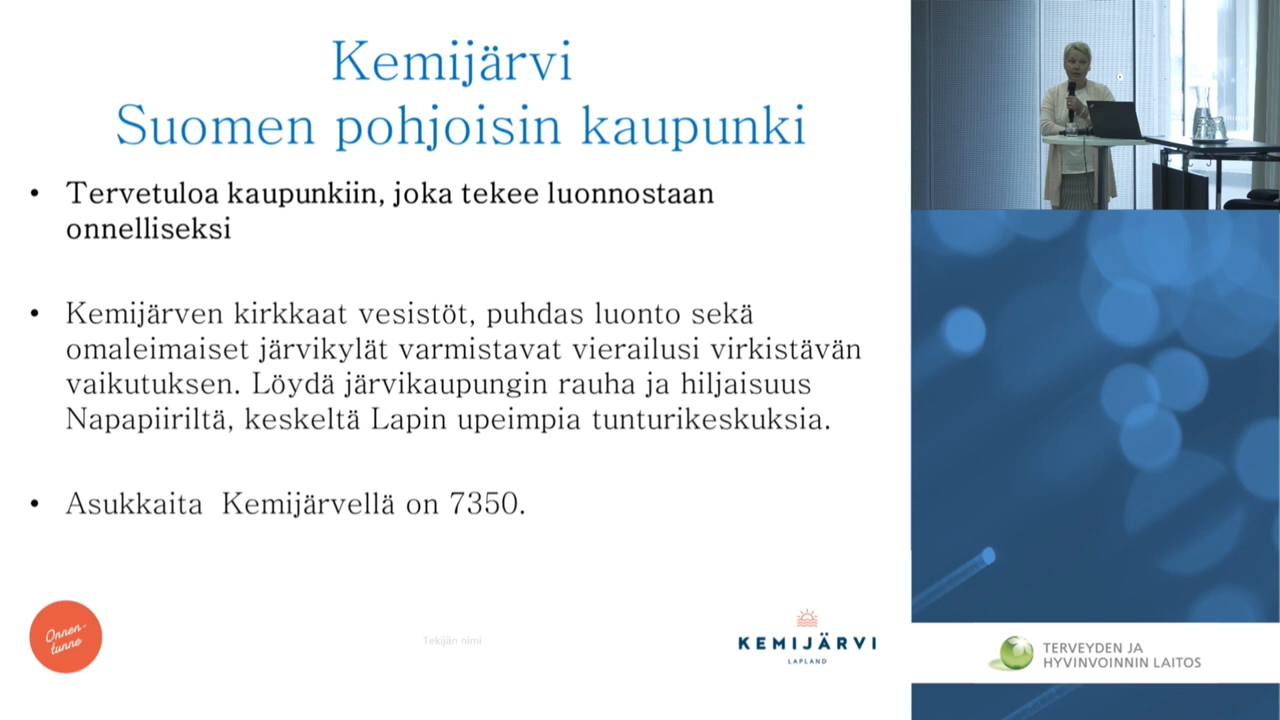 Kemijärvi
Suomen pohjoisin kaupunki
• Tervetuloa kaupunkiin, joka tekee luonnostaan
onnelliseksi
• Kemijärven kirkkaat vesistöt, puhdas luonto sekä
omaleimaiset järvikylät varmistavat vierailusi virkistävän
vaikutuksen. Löydä järvikaupungin rauha ja hiljaisuus
Napapiiriltä, keskeltä Lapin upeimpia tunturikeskuksia.
• Asukkaita  Kemijärvellä on 7350.
Onnen-
tunne
Tekijän nimi
KEMIJÄRVI
LAPLAND
TERVEYDEN JA
HYVINVOINNIN LAITOS